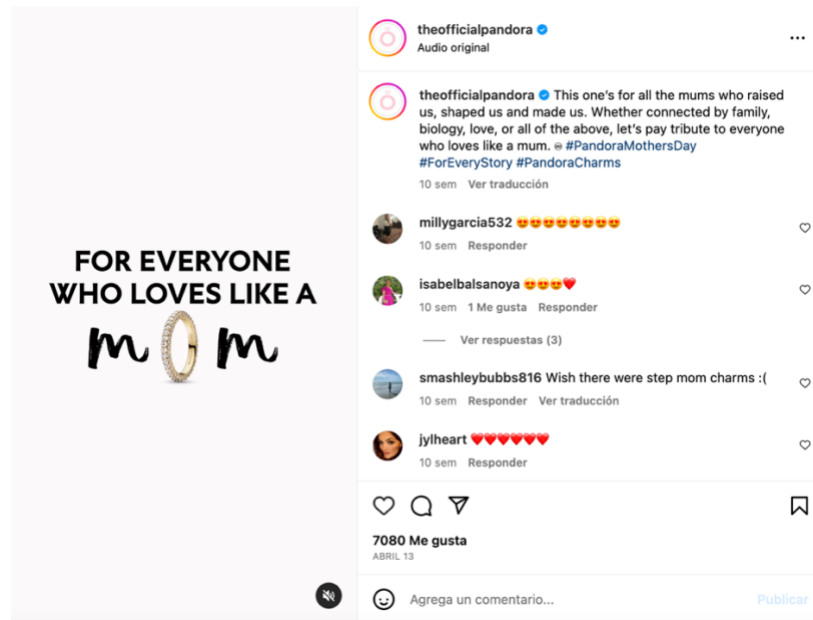 FOR EVERYONE
WHO LOVES LIKE A
mom
theofficialpandora
Audio original
theofficialpandora This one's for all the mums who raised
us, shaped us and made us. Whether connected by family,
biology, love, or all of the above, let's pay tribute to everyone
who loves like a mum. ♾ #PandoraMothersDay
#ForEveryStory #PandoraCharms
10 sem Ver traducción
millygarcia532 😍😍😍😍😍😍😍😍
10 sem Responder
isabelbalsanoya 😍😍😍❤️
10 sem 1 Me gusta Responder
Ver respuestas (3)
smashleybubbs816 Wish there were step mom charms :(
10 sem Responder Ver traducción
jylheart ❤️❤️❤️❤️❤️❤️
10 sem Responder
7080 Me gusta
ABRIL 13
Agrega un comentario...
Publicar